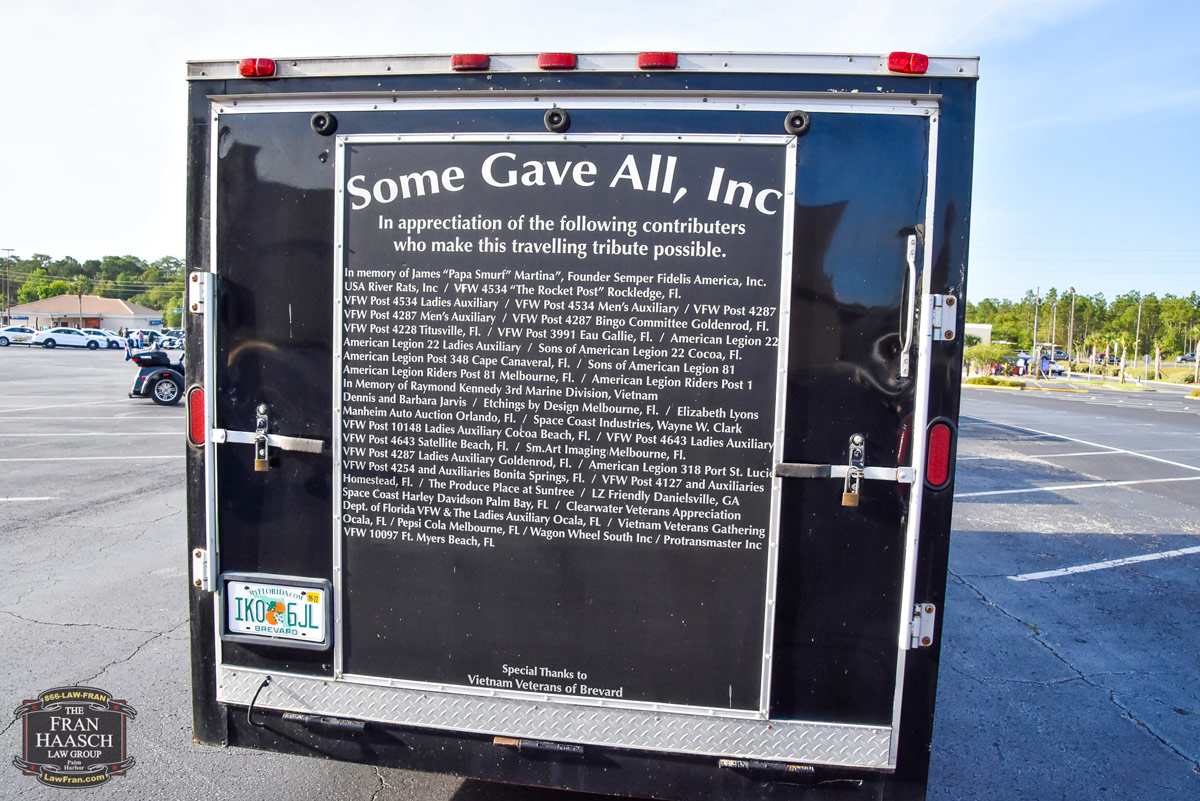 Some Gave All, Inc
In appreciation of the following contributers
who make this travelling tribute possible.
In memory of James "Papa Smurf" Martina", Founder Semper Fidelis America, Inc.
USA River Rats, Inc / VFW 4534 "The Rocket Post" Rockledge, Fl.
VFW Post 4534 Ladies Auxiliary / VFW Post 4534 Men's Auxiliary / VFW Post 4287
VFW Post 4287 Men's Auxiliary / VFW Post 4287 Bingo Committee Goldenrod, Fl.
VFW Post 4228 Titusville, Fl. / VFW Post 3991 Eau Gallie, Fl. / American Legion 22
American Legion 22 Ladies Auxiliary / Sons of American Legion 22 Cocoa, Fl.
American Legion Post 348 Cape Canaveral, Fl. / Sons of American Legion 81
American Legion Riders Post 81 Melbourne, Fl. / American Legion Riders Post 1
In Memory of Raymond Kennedy 3rd Marine Division, Vietnam
Dennis and Barbara Jarvis / Etchings by Design Melbourne, Fl. / Elizabeth Lyons
Manheim Auto Auction Orlando, Fl. / Space Coast Industries, Wayne W. Clark
VFW Post 10148 Ladies Auxiliary Cocoa Beach, Fl. / VFW Post 4643 Ladies Auxiliary
VFW Post 4643 Satellite Beach, Fl. / Sm.Art Imaging Melbourne, Fl.
VFW Post 4287 Ladies Auxiliary Goldenrod, Fl. / American Legion 318 Port St. Lucie
VFW Post 4254 and Auxiliaries Bonita Springs, Fl. / VFW Post 4127 and Auxiliaries
Homestead, Fl. / The Produce Place at Suntree / LZ Friendly Danielsville, GA
Space Coast Harley Davidson Palm Bay, FL / Clearwater Veterans Appreciation
Dept. of Florida VFW & The Ladies Auxiliary Ocala, FL / Vietnam Veterans Gathering
Ocala, FL / Pepsi Cola Melbourne, FL / Wagon Wheel South Inc / Protransmaster Inc
VFW 10097 Ft. Myers Beach, FL
Special Thanks to
Vietnam Veterans of Brevard
MYFLORIDA.COM
IKO 6JL
BREVARD
866-LAW-FRAN
THE
FRAN
HAASCH
LAW GROUP
Palm
Harbor
LawFran.com